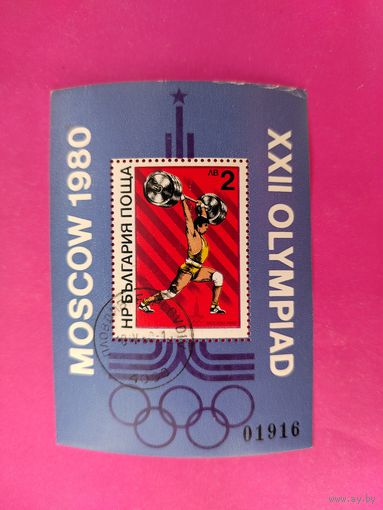 MOSCOW 1980
XXII OLYMPIAD
НР БЪЛГАРИЯ ПОЩА
2 ЛВ
01916
www.ay.by